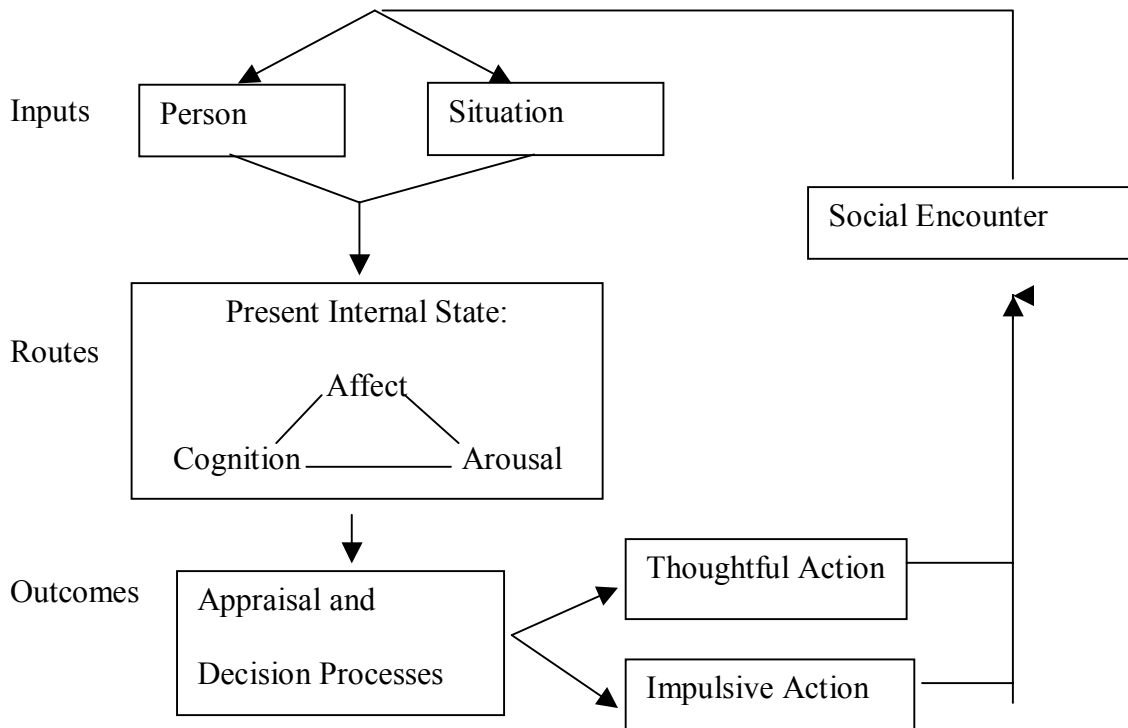 Inputs
Person
Situation
Social Encounter
Routes
Present Internal State:
Affect
Cognition
Arousal
Outcomes
Appraisal and
Decision Processes
Thoughtful Action
Impulsive Action